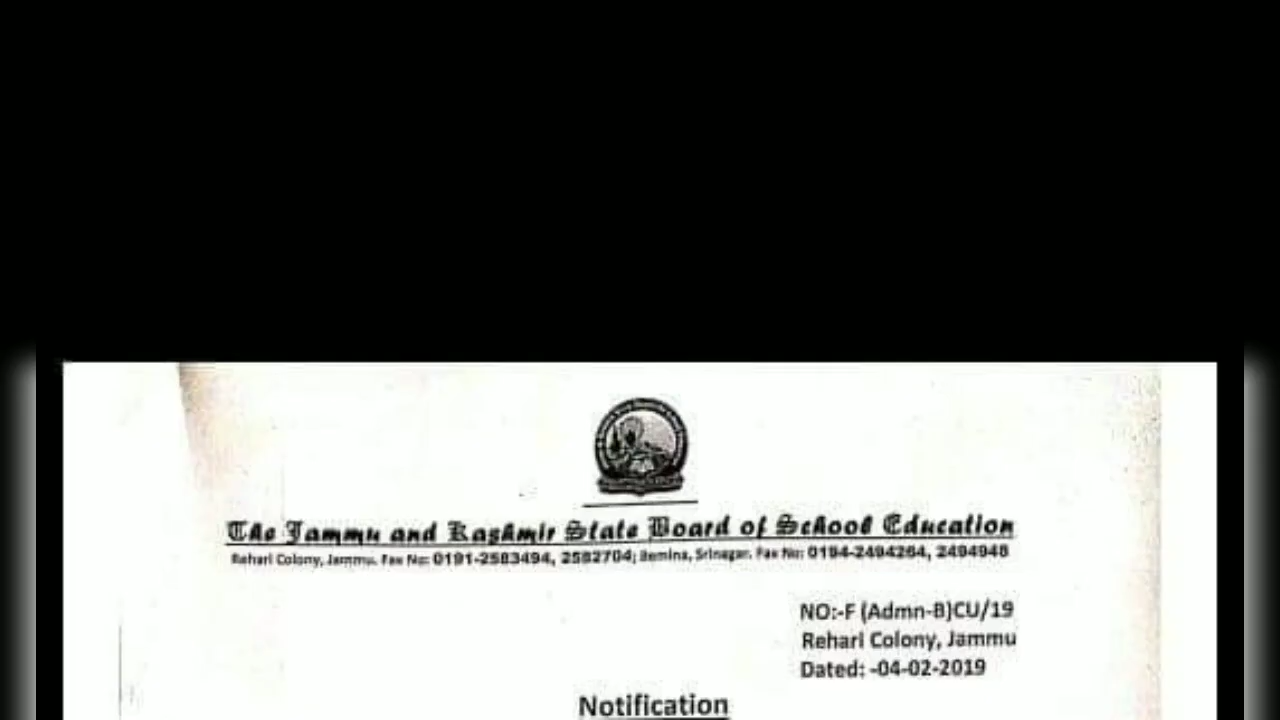 The Jammu and Kashmir State Board of School Education
Rehari Colony, Jammu. Fax No: 0191-2583494, 2582704; Bemina, Srinagar. Fax No: 0194-2494264, 2494948
NO:-F (Admn-B)CU/19
Rehari Colony, Jammu
Dated: -04-02-2019
Notification